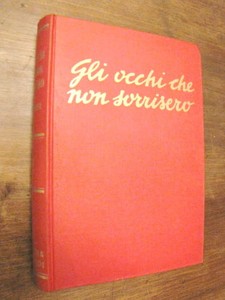 Gli occhi che
non sorrisero